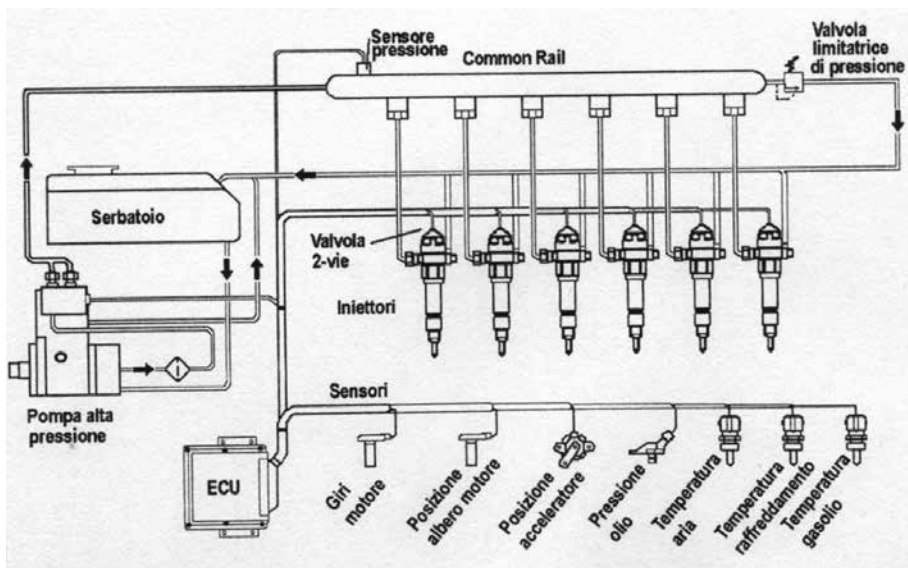 Sensore
pressione
Common Rail
Valvola
limitatrice
di pressione
Serbatoio
Valvola
2-vie
Iniettori
Pompa alta
pressione
Sensori
ECU
Giri
motore
Posizione
albero motore
Posizione
acceleratore
Pressione
olio
Temperatura
aria
Temperatura
raffreddamento
Temperatura
gasolio